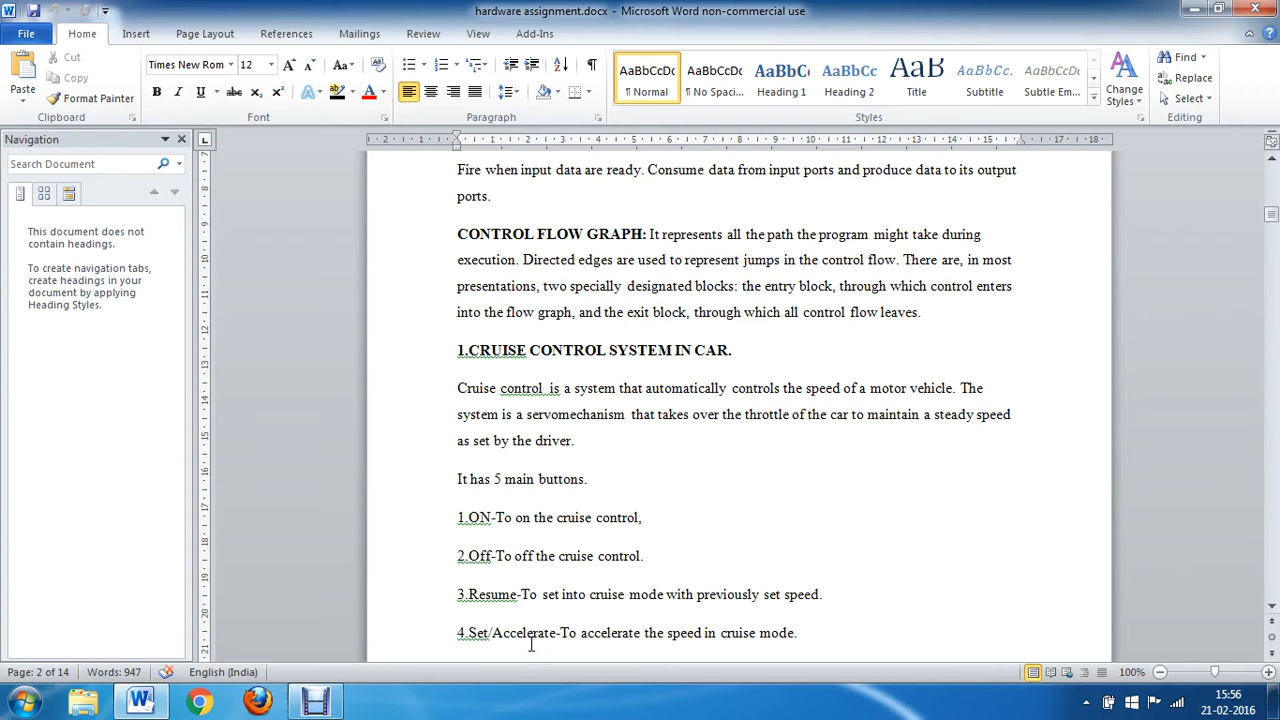 hardware assignment.docx - Microsoft Word non-commercial use
File Home Insert Page Layout References Mailings Review View Add-Ins
Paste
Cut
Copy
Format Painter
Clipboard
Times New Rom 12
Font
Paragraph
AaBbCcDc AaBbCcDc AaBbCc AaBbCc AaB AaBbCc. AaBbCcDc
¶ Normal ¶ No Spaci... Heading 1 Heading 2 Title Subtitle Subtle Em...
Change Styles
Styles
Find
Replace
Select
Editing
Navigation
Search Document
This document does not
contain headings.
To create navigation tabs,
create headings in your
document by applying
Heading Styles.
Fire when input data are ready. Consume data from input ports and produce data to its output
ports.
CONTROL FLOW GRAPH: It represents all the path the program might take during
execution. Directed edges are used to represent jumps in the control flow. There are, in most
presentations, two specially designated blocks: the entry block, through which control enters
into the flow graph, and the exit block, through which all control flow leaves.
1.CRUISE CONTROL SYSTEM IN CAR.
Cruise control is a system that automatically controls the speed of a motor vehicle. The
system is a servomechanism that takes over the throttle of the car to maintain a steady speed
as set by the driver.
It has 5 main buttons.
1.ON-To on the cruise control,
2.Off-To off the cruise control.
3.Resume-To set into cruise mode with previously set speed.
4.Set/Accelerate-To accelerate the speed in cruise mode.
Page: 2 of 14 Words: 947 English (India) 100%
15:56
21-02-2016